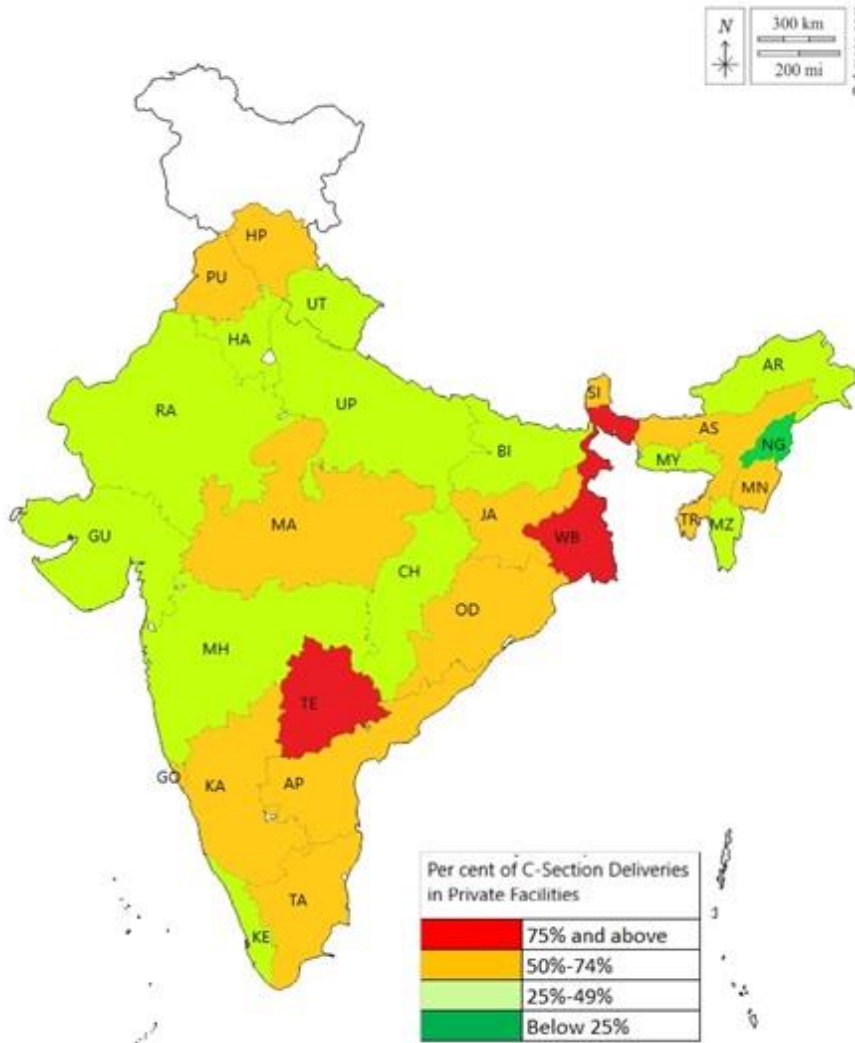 N
300 km
200 mi
HP
PU
UT
HA
AR
RA
UP
SI
AS
BI
MY
NG
MN
GU
MA
JA
TR
MZ
WB
CH
OD
MH
TE
GO
KA
AP
TA
KE
Per cent of C-Section Deliveries
in Private Facilities
75% and above
50%-74%
25%-49%
Below 25%